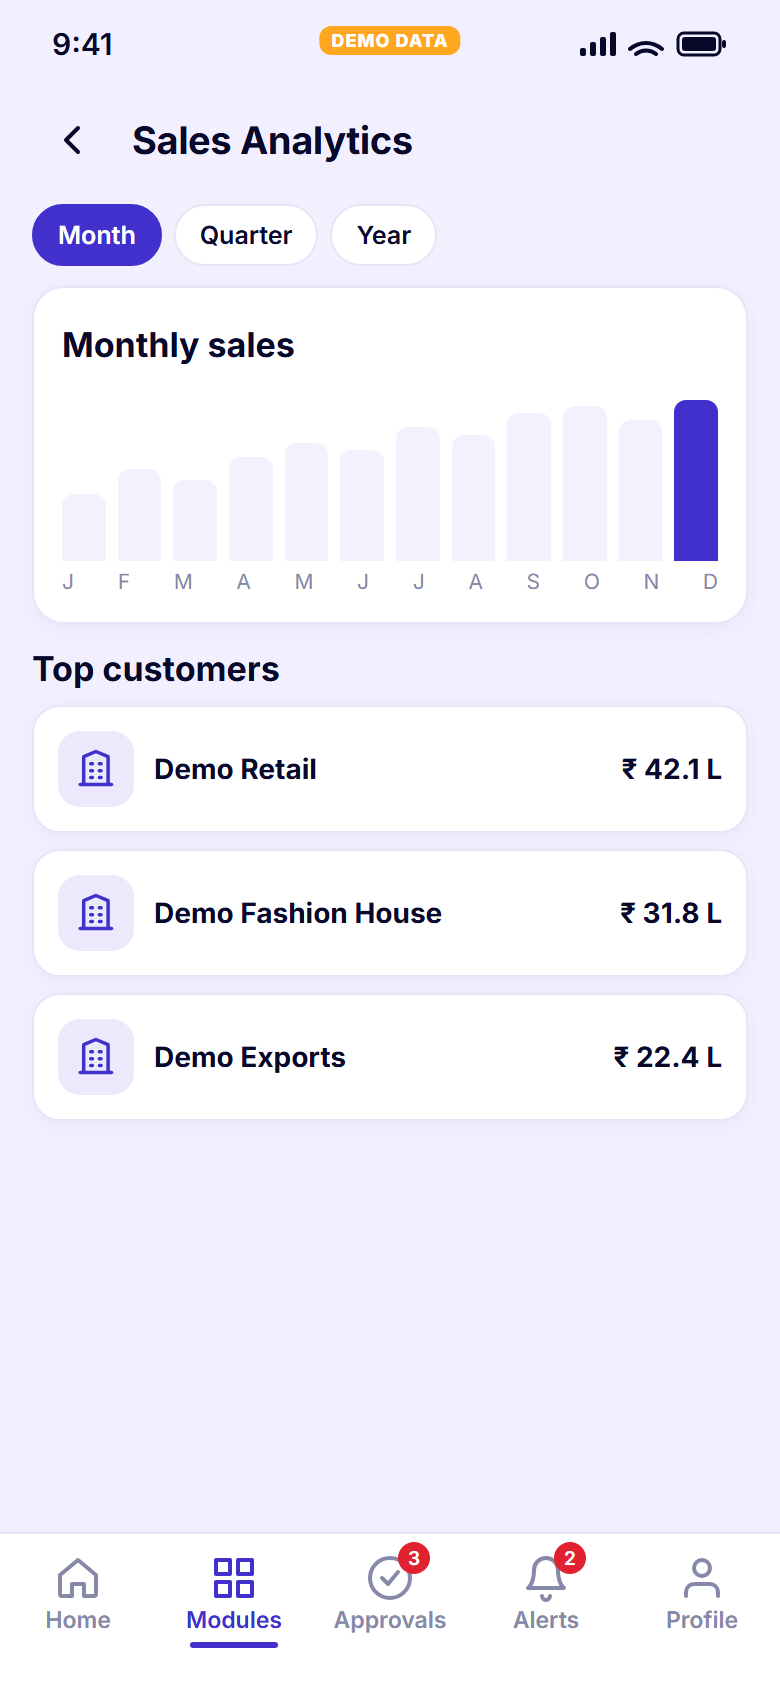 9:41
DEMO DATA
Sales Analytics
Month Quarter Year
Monthly sales
J F M A M J J A S O N D
Top customers
Demo Retail ₹ 42.1 L
Demo Fashion House ₹ 31.8 L
Demo Exports ₹ 22.4 L
3 2
Home Modules Approvals Alerts Profile